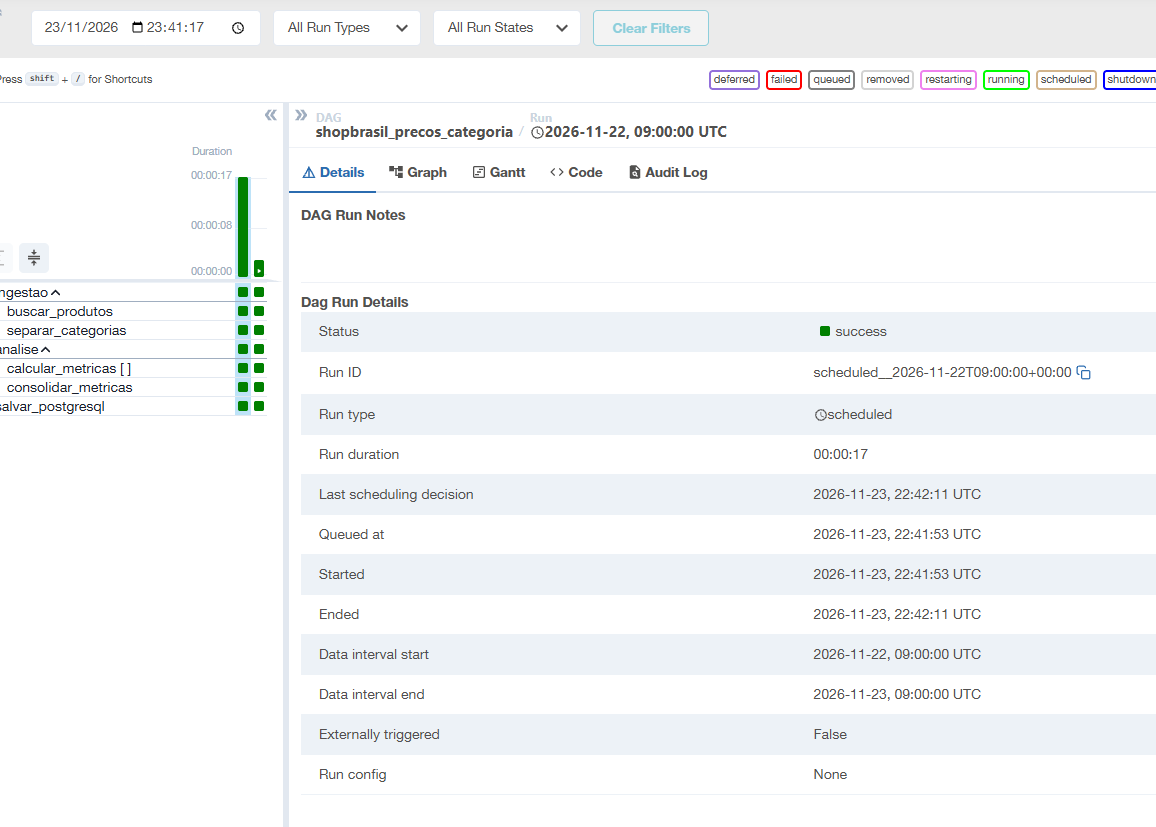 23/11/2026 23:41:17
All Run Types
All Run States
Clear Filters
Press shift + / for Shortcuts
deferred failed queued removed restarting running scheduled shutdown
DAG
shopbrasil_precos_categoria
/
Run
2026-11-22, 09:00:00 UTC
Duration
00:00:17
00:00:08
00:00:00
ngestao
buscar_produtos
separar_categorias
analise
calcular_metricas [ ]
consolidar_metricas
salvar_postgresql
Details Graph Gantt Code Audit Log
DAG Run Notes
Dag Run Details
Status success
Run ID scheduled__2026-11-22T09:00:00+00:00
Run type scheduled
Run duration 00:00:17
Last scheduling decision 2026-11-23, 22:42:11 UTC
Queued at 2026-11-23, 22:41:53 UTC
Started 2026-11-23, 22:41:53 UTC
Ended 2026-11-23, 22:42:11 UTC
Data interval start 2026-11-22, 09:00:00 UTC
Data interval end 2026-11-23, 09:00:00 UTC
Externally triggered False
Run config None